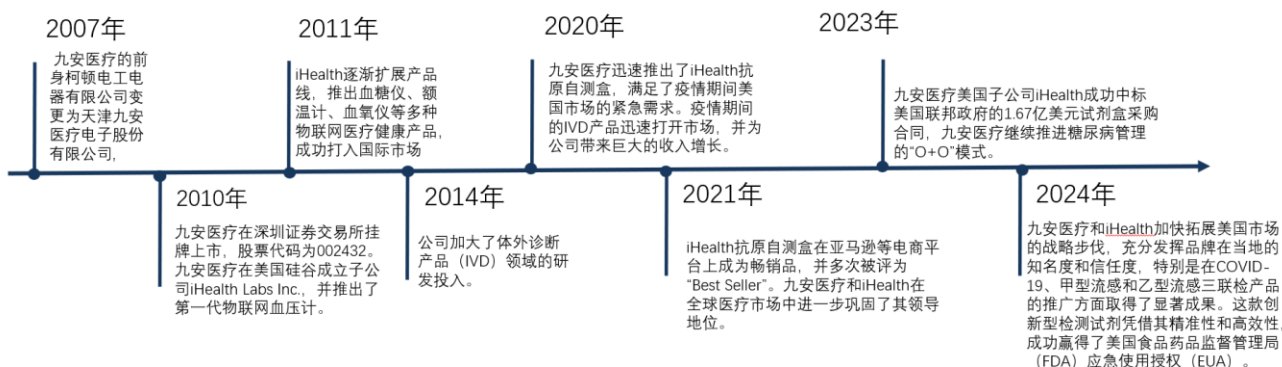 2007年
九安医疗的前
身柯顿电工电
器有限公司变
更为天津九安
医疗电子股份
有限公司,
2010年
九安医疗在深圳证券交易所挂
牌上市，股票代码为002432。
九安医疗在美国硅谷成立子公
司iHealth Labs Inc.，并推出了
第一代物联网血压计。
2011年
iHealth逐渐扩展产品
线，推出血糖仪、额
温计、血氧仪等多种
物联网医疗健康产品，
成功打入国际市场
2014年
公司加大了体外诊断
产品（IVD）领域的研
发投入。
2020年
九安医疗迅速推出了iHealth抗
原自测盒，满足了疫情期间美
国市场的紧急需求。疫情期间
的IVD产品迅速打开市场，并为
公司带来巨大的收入增长。
2021年
iHealth抗原自测盒在亚马逊等电商平
台上成为畅销品，并多次被评为
“Best Seller”。九安医疗和iHealth在
全球医疗市场中进一步巩固了其领导
地位。
2023年
九安医疗美国子公司iHealth成功中标
美国联邦政府的1.67亿美元试剂盒采购
合同，九安医疗继续推进糖尿病管理
的“O+O”模式。
2024年
九安医疗和iHealth加快拓展美国市场
的战略步伐，充分发挥品牌在当地的
知名度和信任度，特别是在COVID-
19、甲型流感和乙型流感三联检产品
的推广方面取得了显著成果。这款创
新型检测试剂凭借其精准性和高效性，
成功赢得了美国食品药品监督管理局
（FDA）应急使用授权（EUA）。